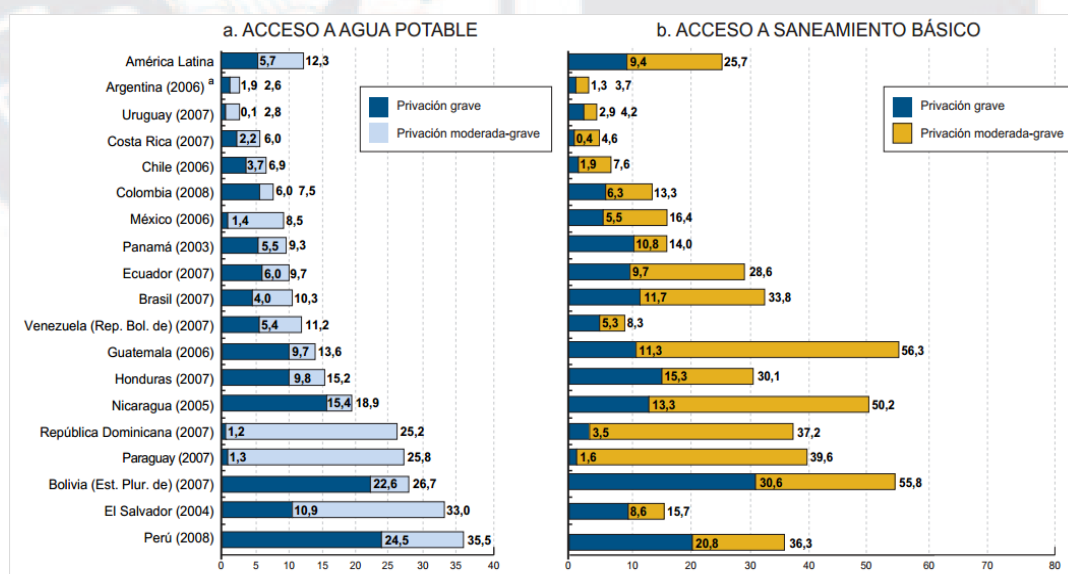 a. ACCESO A AGUA POTABLE
América Latina 5,7 12,3
Argentina (2006) a 1,9 2,6
Uruguay (2007) 0,1 2,8
Costa Rica (2007) 2,2 6,0
Chile (2006) 3,7 6,9
Colombia (2008) 6,0 7,5
México (2006) 1,4 8,5
Panamá (2003) 5,5 9,3
Ecuador (2007) 6,0 9,7
Brasil (2007) 4,0 10,3
Venezuela (Rep. Bol. de) (2007) 5,4 11,2
Guatemala (2006) 9,7 13,6
Honduras (2007) 9,8 15,2
Nicaragua (2005) 15,4 18,9
República Dominicana (2007) 1,2 25,2
Paraguay (2007) 1,3 25,8
Bolivia (Est. Plur. de) (2007) 22,6 26,7
El Salvador (2004) 10,9 33,0
Perú (2008) 24,5 35,5
0 5 10 15 20 25 30 35 40
Privación grave
Privación moderada-grave
b. ACCESO A SANEAMIENTO BÁSICO
9,4 25,7
1,3 3,7
2,9 4,2
0,4 4,6
1,9 7,6
6,3 13,3
5,5 16,4
10,8 14,0
9,7 28,6
11,7 33,8
5,3 8,3
11,3 56,3
15,3 30,1
13,3 50,2
3,5 37,2
1,6 39,6
30,6 55,8
8,6 15,7
20,8 36,3
0 10 20 30 40 50 60 70 80
Privación grave
Privación moderada-grave